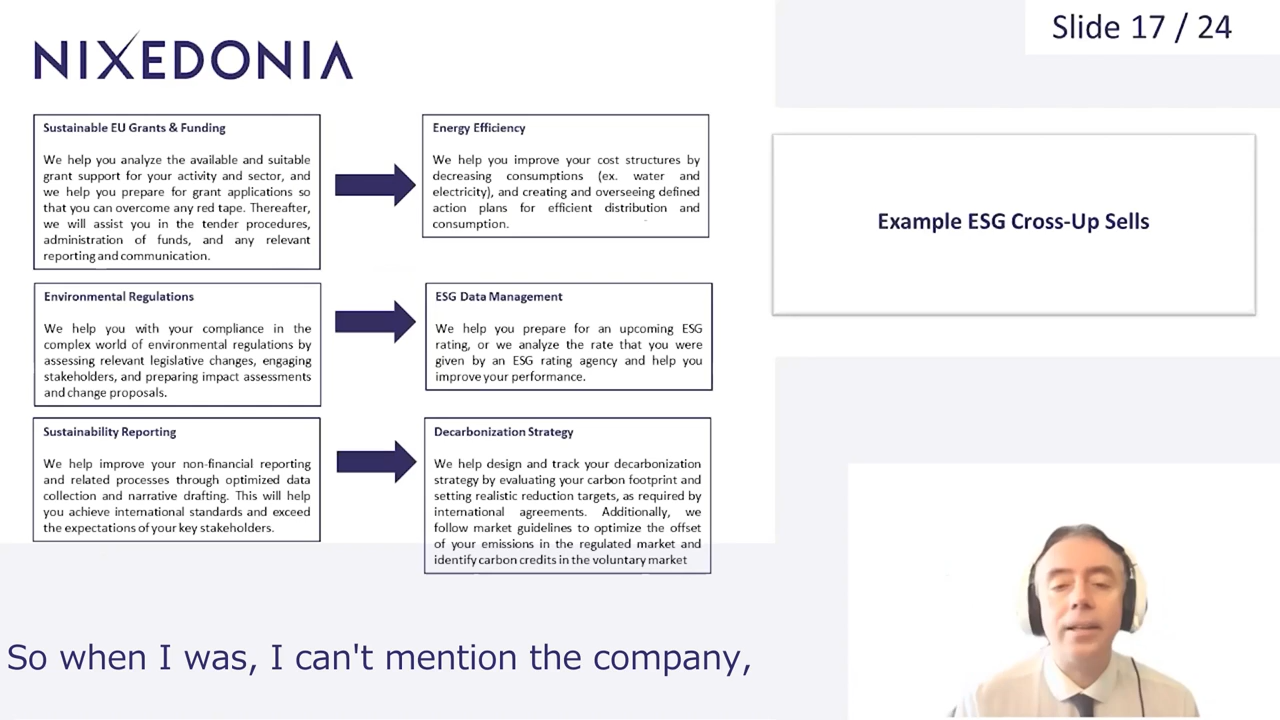 NIXEDONIA
Slide 17 / 24
Sustainable EU Grants & Funding
We help you analyze the available and suitable
grant support for your activity and sector, and
we help you prepare for grant applications so
that you can overcome any red tape. Thereafter,
we will assist you in the tender procedures,
administration of funds, and any relevant
reporting and communication.
Energy Efficiency
We help you improve your cost structures by
decreasing consumptions (ex. water and
electricity), and creating and overseeing defined
action plans for efficient distribution and
consumption.
Example ESG Cross-Up Sells
Environmental Regulations
We help you with your compliance in the
complex world of environmental regulations by
assessing relevant legislative changes, engaging
stakeholders, and preparing impact assessments
and change proposals.
ESG Data Management
We help you prepare for an upcoming ESG
rating, or we analyze the rate that you were
given by an ESG rating agency and help you
improve your performance.
Sustainability Reporting
We help improve your non-financial reporting
and related processes through optimized data
collection and narrative drafting. This will help
you achieve international standards and exceed
the expectations of your key stakeholders.
Decarbonization Strategy
We help design and track your decarbonization
strategy by evaluating your carbon footprint and
setting realistic reduction targets, as required by
international agreements. Additionally, we
follow market guidelines to optimize the offset
of your emissions in the regulated market and
identify carbon credits in the voluntary market
So when I was, I can't mention the company,